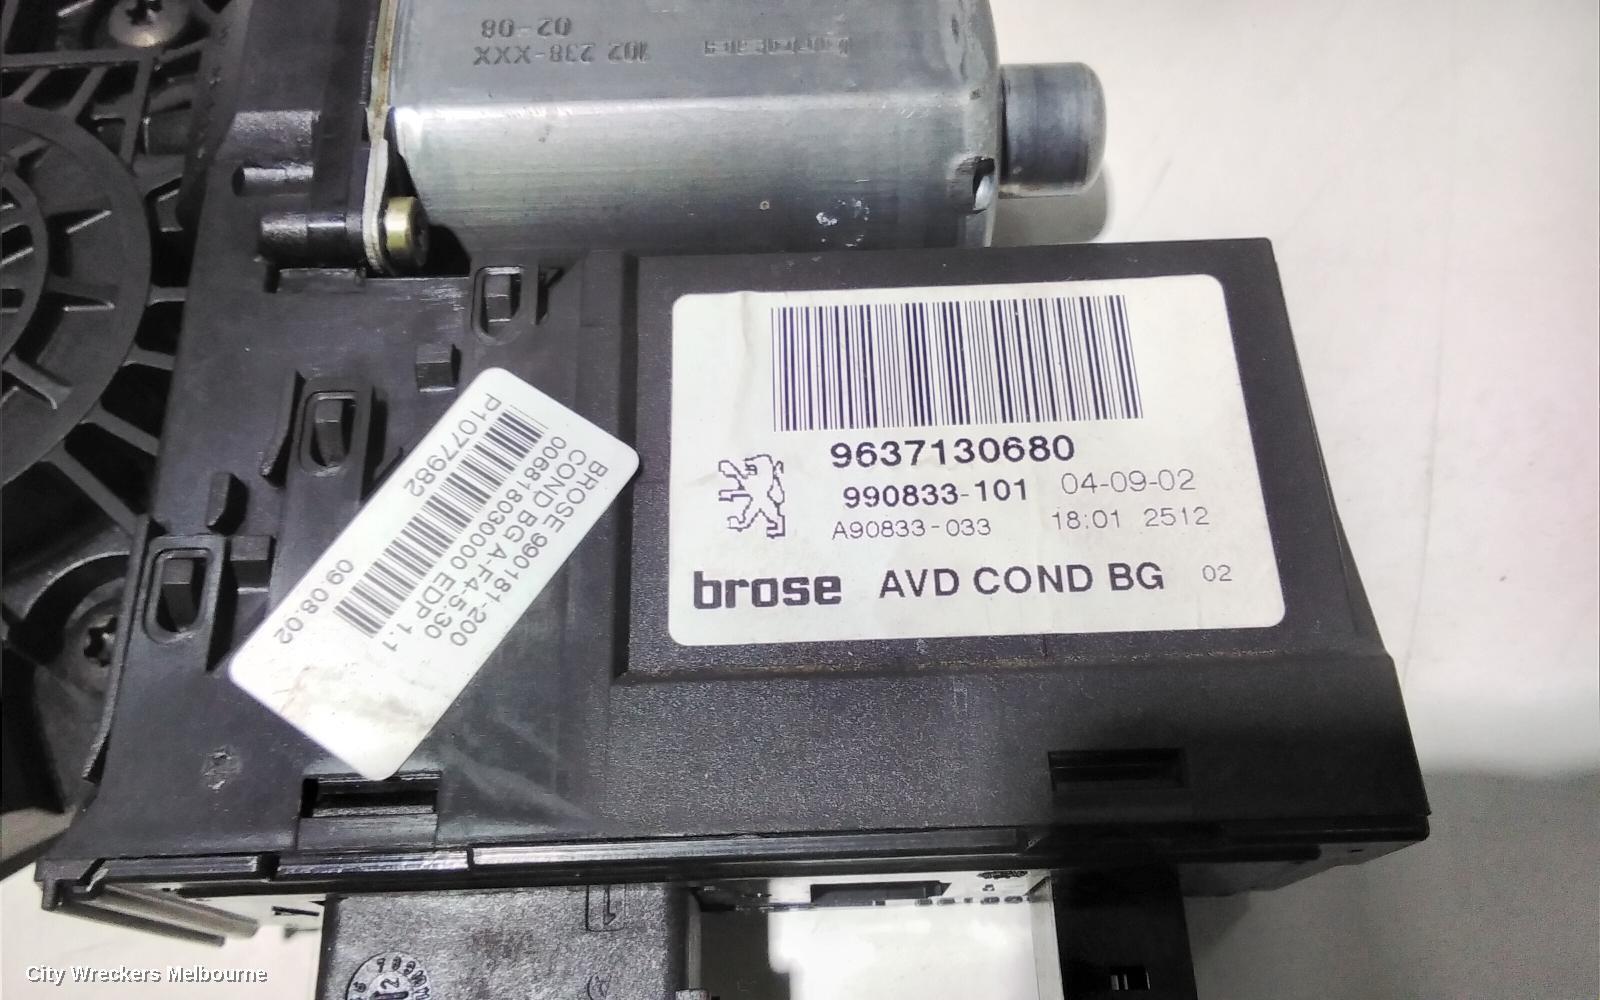 02-08
102 238-XXX
9637130680
990833-101 04-09-02
A90833-033 18:01 2512
brose AVD COND BG 02
BROSE 990181-200
COND BG A-F4-5.30
006818030000 EDP 1.1
P1077982 09.08.02
1
City Wreckers Melbourne